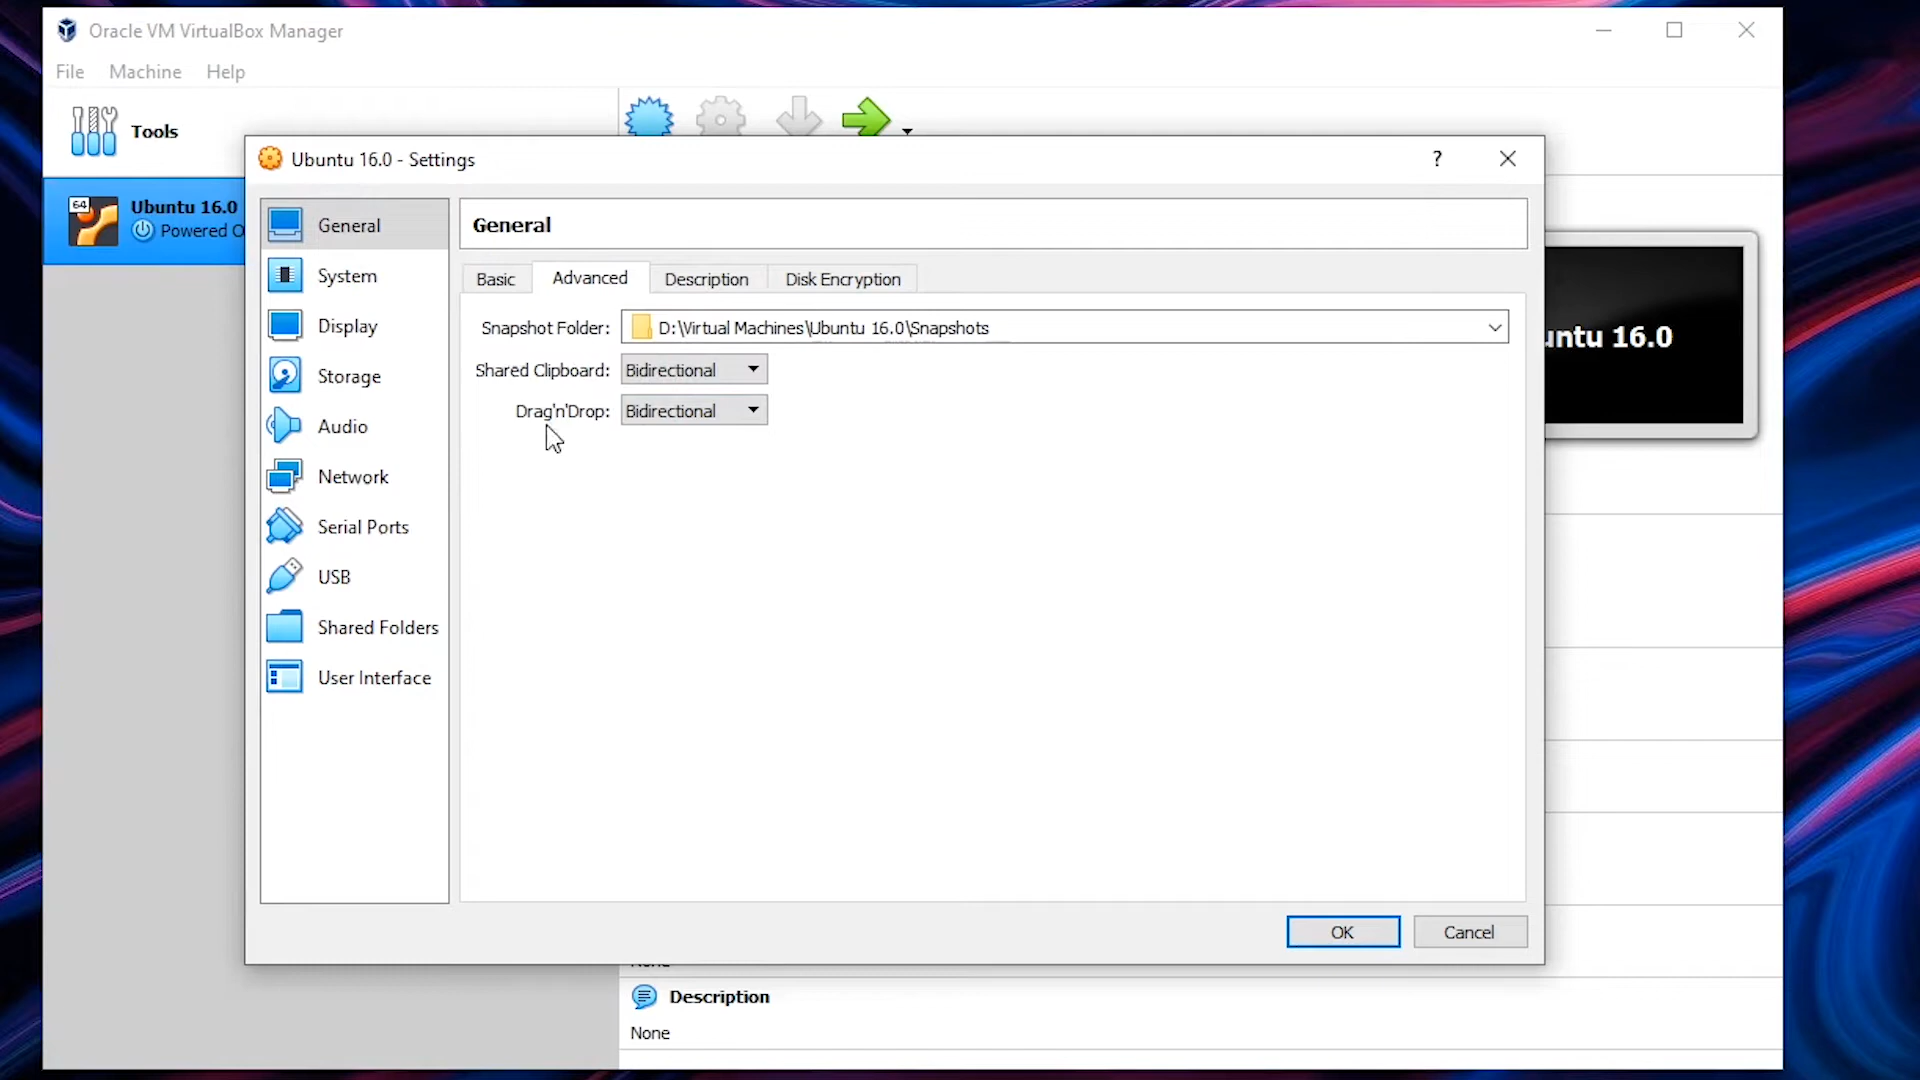 Oracle VM VirtualBox Manager
File Machine Help
Tools
Ubuntu 16.0 - Settings
?
64
Ubuntu 16.0
Powered O
General
System
Display
Storage
Audio
Network
Serial Ports
USB
Shared Folders
User Interface
General
Basic Advanced Description Disk Encryption
Snapshot Folder: D:\Virtual Machines\Ubuntu 16.0\Snapshots
Shared Clipboard: Bidirectional
Drag'n'Drop: Bidirectional
untu 16.0
OK Cancel
None
Description
None